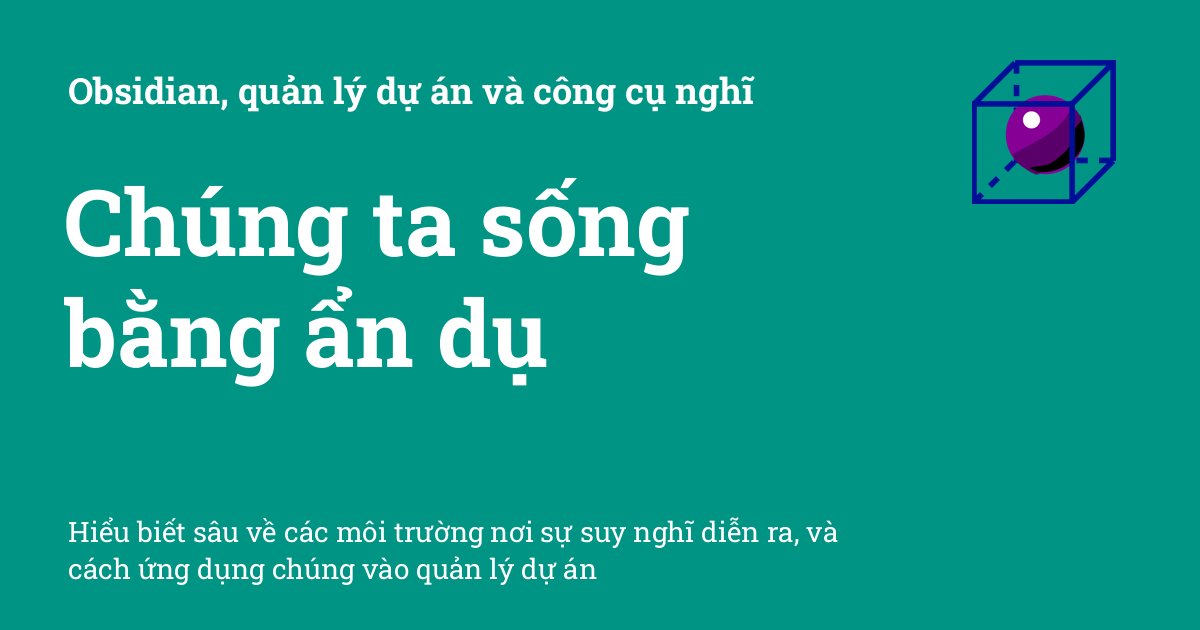 Obsidian, quản lý dự án và công cụ nghĩ
Chúng ta sống
bằng ẩn dụ
Hiểu biết sâu về các môi trường nơi sự suy nghĩ diễn ra, và
cách ứng dụng chúng vào quản lý dự án